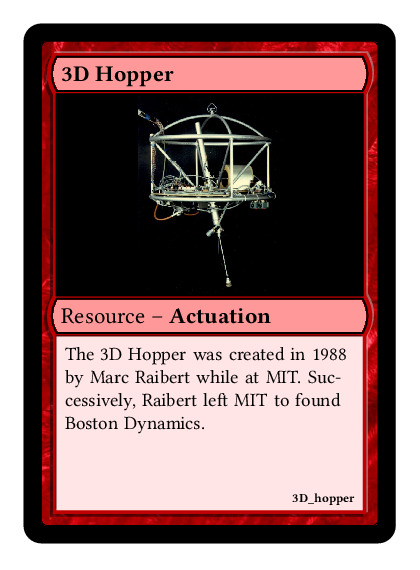 3D Hopper
Resource – Actuation
The 3D Hopper was created in 1988
by Marc Raibert while at MIT. Suc-
cessively, Raibert left MIT to found
Boston Dynamics.
3D_hopper